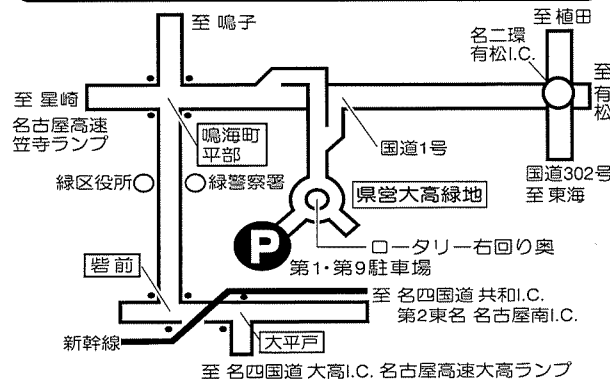 至 鳴子
至 植田
名二環
有松I.C.
至 星崎
至 有松
名古屋高速
笠寺ランプ
鳴海町
平部
国道1号
緑区役所
緑警察署
県営大高緑地
国道302号
至 東海
P
ロータリー右回り奥
第1・第9駐車場
砦前
至 名四国道 共和I.C.
第2東名 名古屋南I.C.
新幹線
大平戸
至 名四国道 大高I.C. 名古屋高速大高ランプ